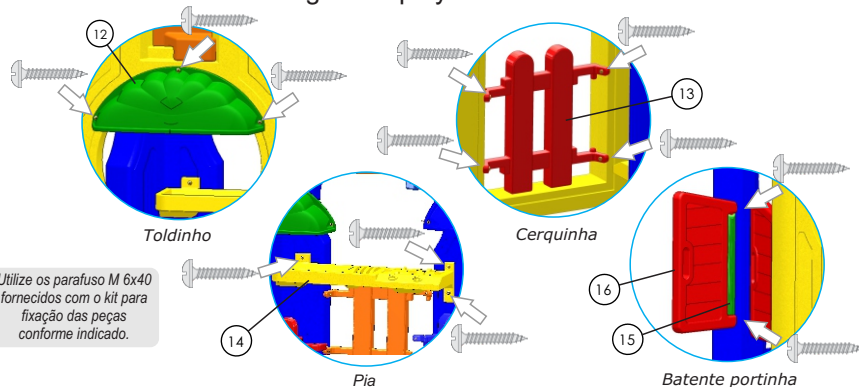 12
13
Toldinho
Cerquinha
Utilize os parafuso M 6x40
fornecidos com o kit para
fixação das peças
conforme indicado.
14
16
15
Pia
Batente portinha